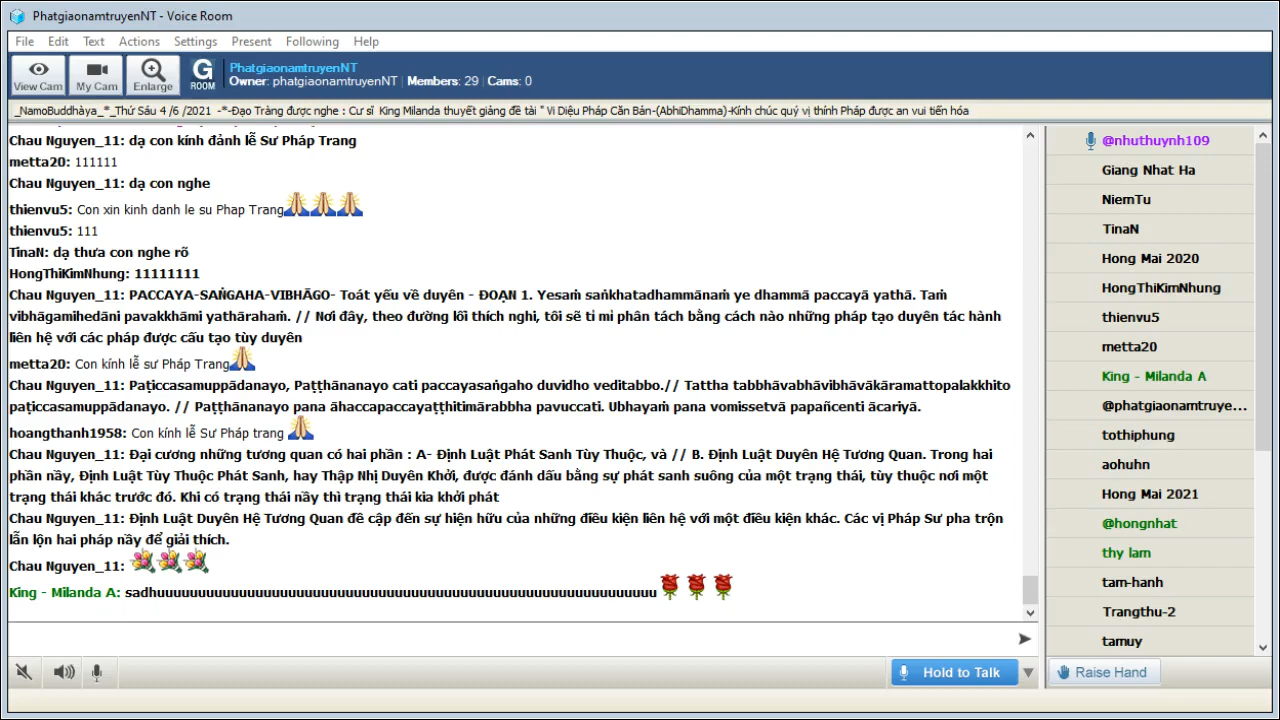 PhatgiaonamtruyenNT - Voice Room
File Edit Text Actions Settings Present Following Help
View Cam
My Cam
Enlarge
G
ROOM
PhatgiaonamtruyenNT
Owner: phatgiaonamtruyenNT | Members: 29 | Cams: 0
_NamoBuddhàya_*_Thứ Sáu 4 /6 /2021 -*-Đạo Tràng được nghe : Cư sĩ King Milanda thuyết giảng đề tài " Vi Diệu Pháp Căn Bản-(AbhiDhamma)-Kính chúc quý vị thính Pháp được an vui tiến hóa
Chau Nguyen_11: dạ con kính đảnh lễ Sư Pháp Trang
metta20: 111111
Chau Nguyen_11: dạ con nghe
thienvu5: Con xin kinh danh le su Phap Trang
thienvu5: 111
TinaN: dạ thưa con nghe rõ
HongThiKimNhung: 11111111
Chau Nguyen_11: PACCAYA-SAṄGAHA-VIBHĀGO- Toát yếu về duyên - ĐOẠN 1. Yesaṁ saṅkhatadhammānaṁ ye dhammā paccayā yathā. Taṁ
vibhāgamihedāni pavakkhāmi yathārahaṁ. // Nơi đây, theo đường lối thích nghi, tôi sẽ tỉ mỉ phân tách bằng cách nào những pháp tạo duyên tác hành
liên hệ với các pháp được cấu tạo tùy duyên
metta20: Con kính lễ sư Pháp Trang
Chau Nguyen_11: Paṭiccasamuppādanayo, Paṭṭhānanayo cati paccayasaṅgaho duvidho veditabbo.// Tattha tabbhāvabhāvibhāvākāramattopalakkhito
paṭiccasamuppādanayo. // Paṭṭhānanayo pana āhaccapaccayaṭṭhitimārabbha pavuccati. Ubhayaṁ pana vomissetvā papañcenti ācariyā.
hoangthanh1958: Con kính lễ Sư Pháp trang
Chau Nguyen_11: Đại cương những tương quan có hai phần : A- Định Luật Phát Sanh Tùy Thuộc, và // B. Định Luật Duyên Hệ Tương Quan. Trong hai
phần nầy, Định Luật Tùy Thuộc Phát Sanh, hay Thập Nhị Duyên Khởi, được đánh dấu bằng sự phát sanh suông của một trạng thái, tùy thuộc nơi một
trạng thái khác trước đó. Khi có trạng thái nầy thì trạng thái kia khởi phát
Chau Nguyen_11: Định Luật Duyên Hệ Tương Quan đề cập đến sự hiện hữu của những điều kiện liên hệ với một điều kiện khác. Các vị Pháp Sư pha trộn
lẫn lộn hai pháp nầy để giải thích.
Chau Nguyen_11:
King - Milanda A: sadhuuuuuuuuuuuuuuuuuuuuuuuuuuuuuuuuuuuuuuuuuuuuuuuuuuuuuuuuuuuuu
@nhuthuynh109
Giang Nhat Ha
NiemTu
TinaN
Hong Mai 2020
HongThiKimNhung
thienvu5
metta20
King - Milanda A
@phatgiaonamtruye...
tothiphung
aohuhn
Hong Mai 2021
@hongnhat
thy lam
tam-hanh
Trangthu-2
tamuy
Hold to Talk
Raise Hand